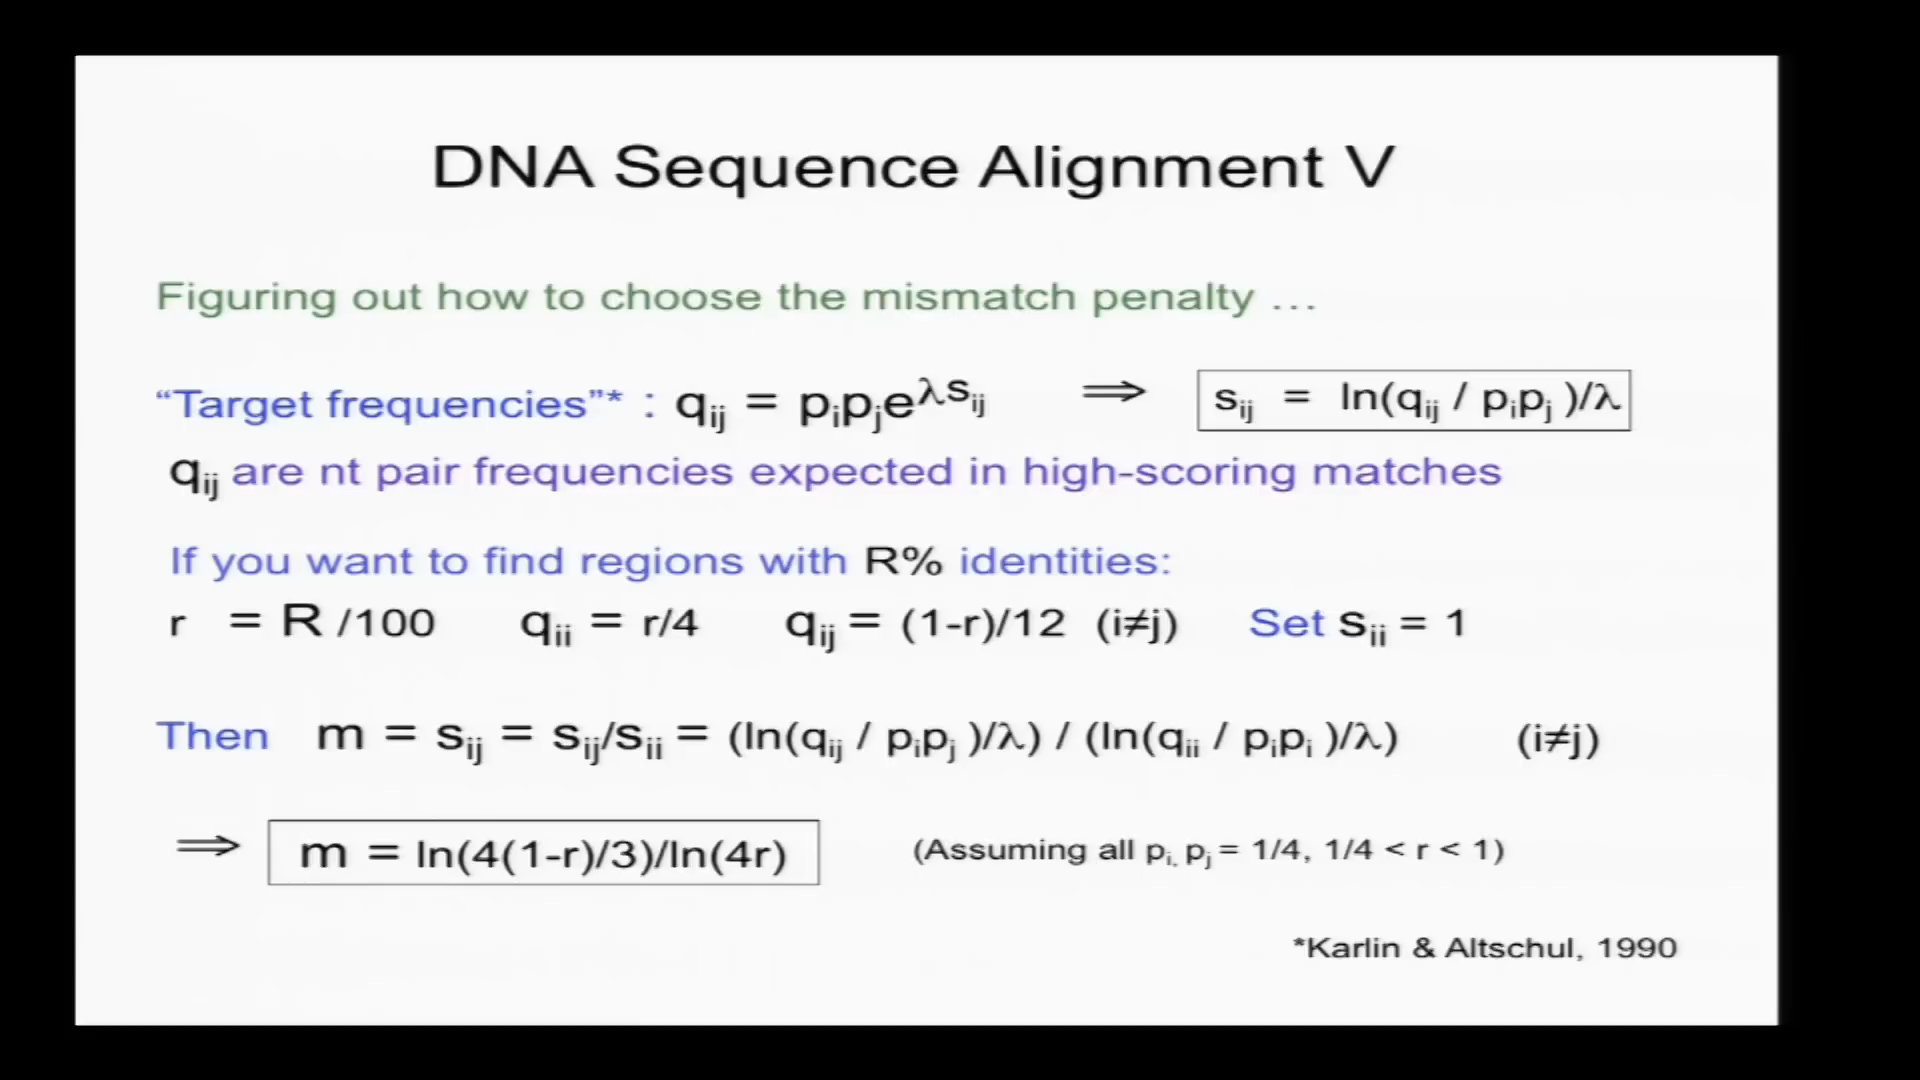 DNA Sequence Alignment V
Figuring out how to choose the mismatch penalty …
“Target frequencies”* : qᵢⱼ = pᵢpⱼe^λsᵢⱼ ⇒ sᵢⱼ = ln(qᵢⱼ / pᵢpⱼ )/λ
qᵢⱼ are nt pair frequencies expected in high-scoring matches
If you want to find regions with R% identities:
r = R /100 qᵢᵢ = r/4 qᵢⱼ = (1-r)/12 (i≠j) Set sᵢᵢ = 1
Then m = sᵢⱼ = sᵢⱼ/sᵢᵢ = (ln(qᵢⱼ / pᵢpⱼ )/λ) / (ln(qᵢᵢ / pᵢpᵢ )/λ) (i≠j)
⇒ m = ln(4(1-r)/3)/ln(4r) (Assuming all pᵢ, pⱼ = 1/4, 1/4 < r < 1)
*Karlin & Altschul, 1990